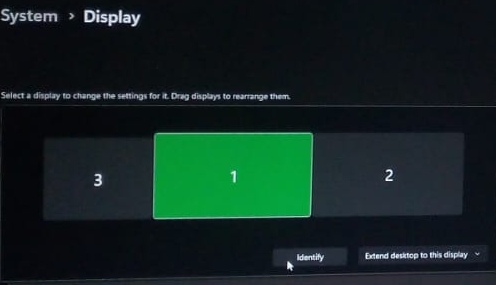 System > Display
Select a display to change the settings for it. Drag displays to rearrange them.
3 1 2
Identify Extend desktop to this display